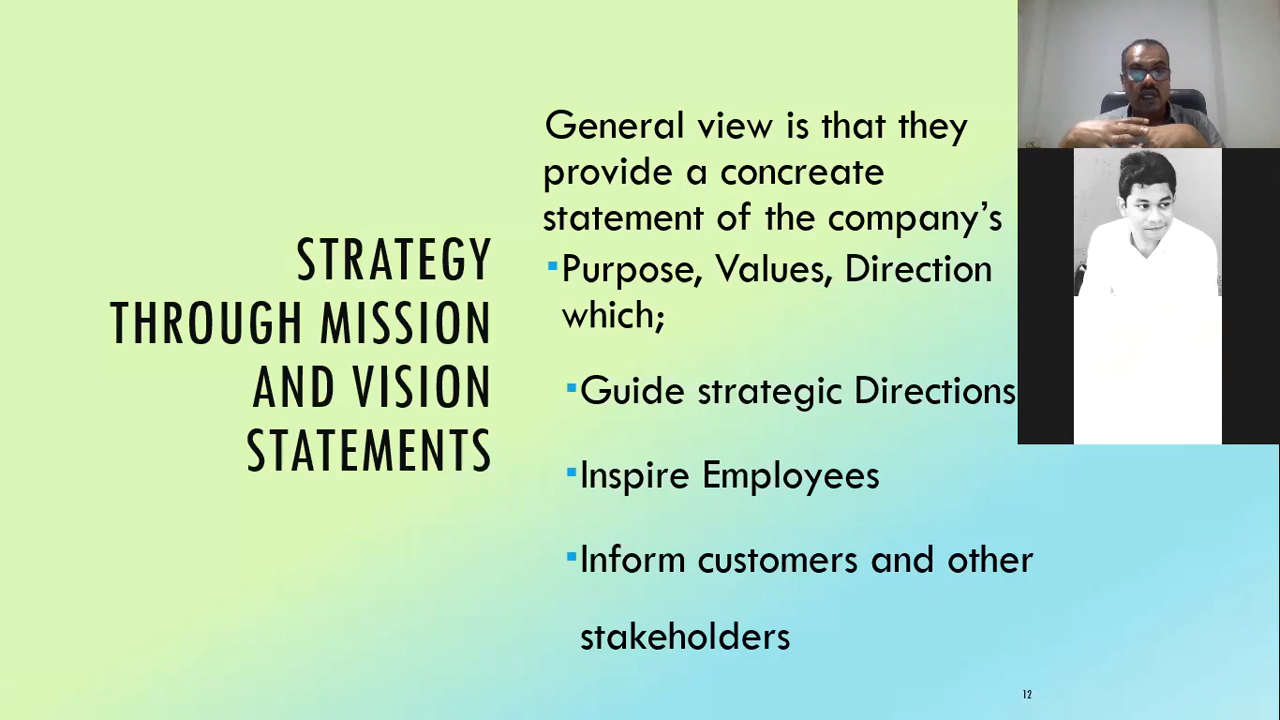 STRATEGY
THROUGH MISSION
AND VISION
STATEMENTS
General view is that they
provide a concreate
statement of the company’s
▪Purpose, Values, Direction
which;
▪Guide strategic Directions
▪Inspire Employees
▪Inform customers and other
stakeholders
12